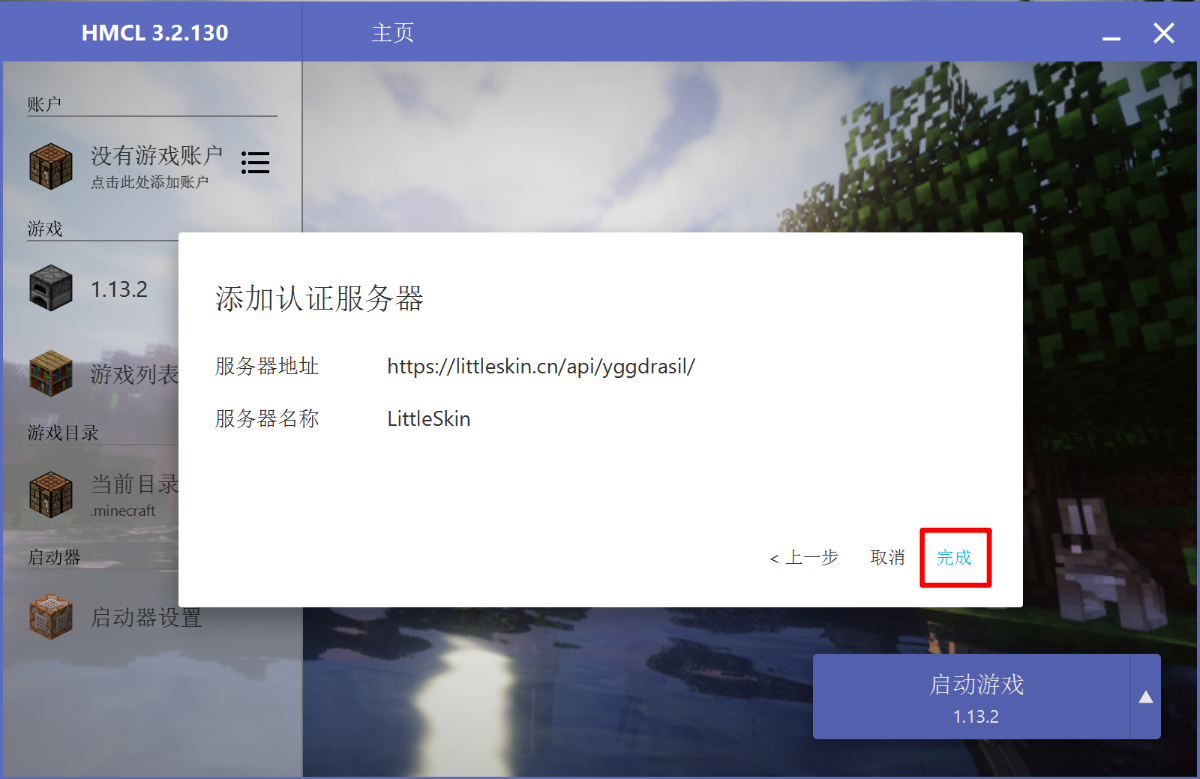 HMCL 3.2.130
主页
账户
没有游戏账户
点击此处添加账户
游戏
1.13.2
游戏列表
游戏目录
当前目录
.minecraft
启动器
启动器设置
添加认证服务器
服务器地址 https://littleskin.cn/api/yggdrasil/
服务器名称 LittleSkin
< 上一步 取消 完成
启动游戏
1.13.2